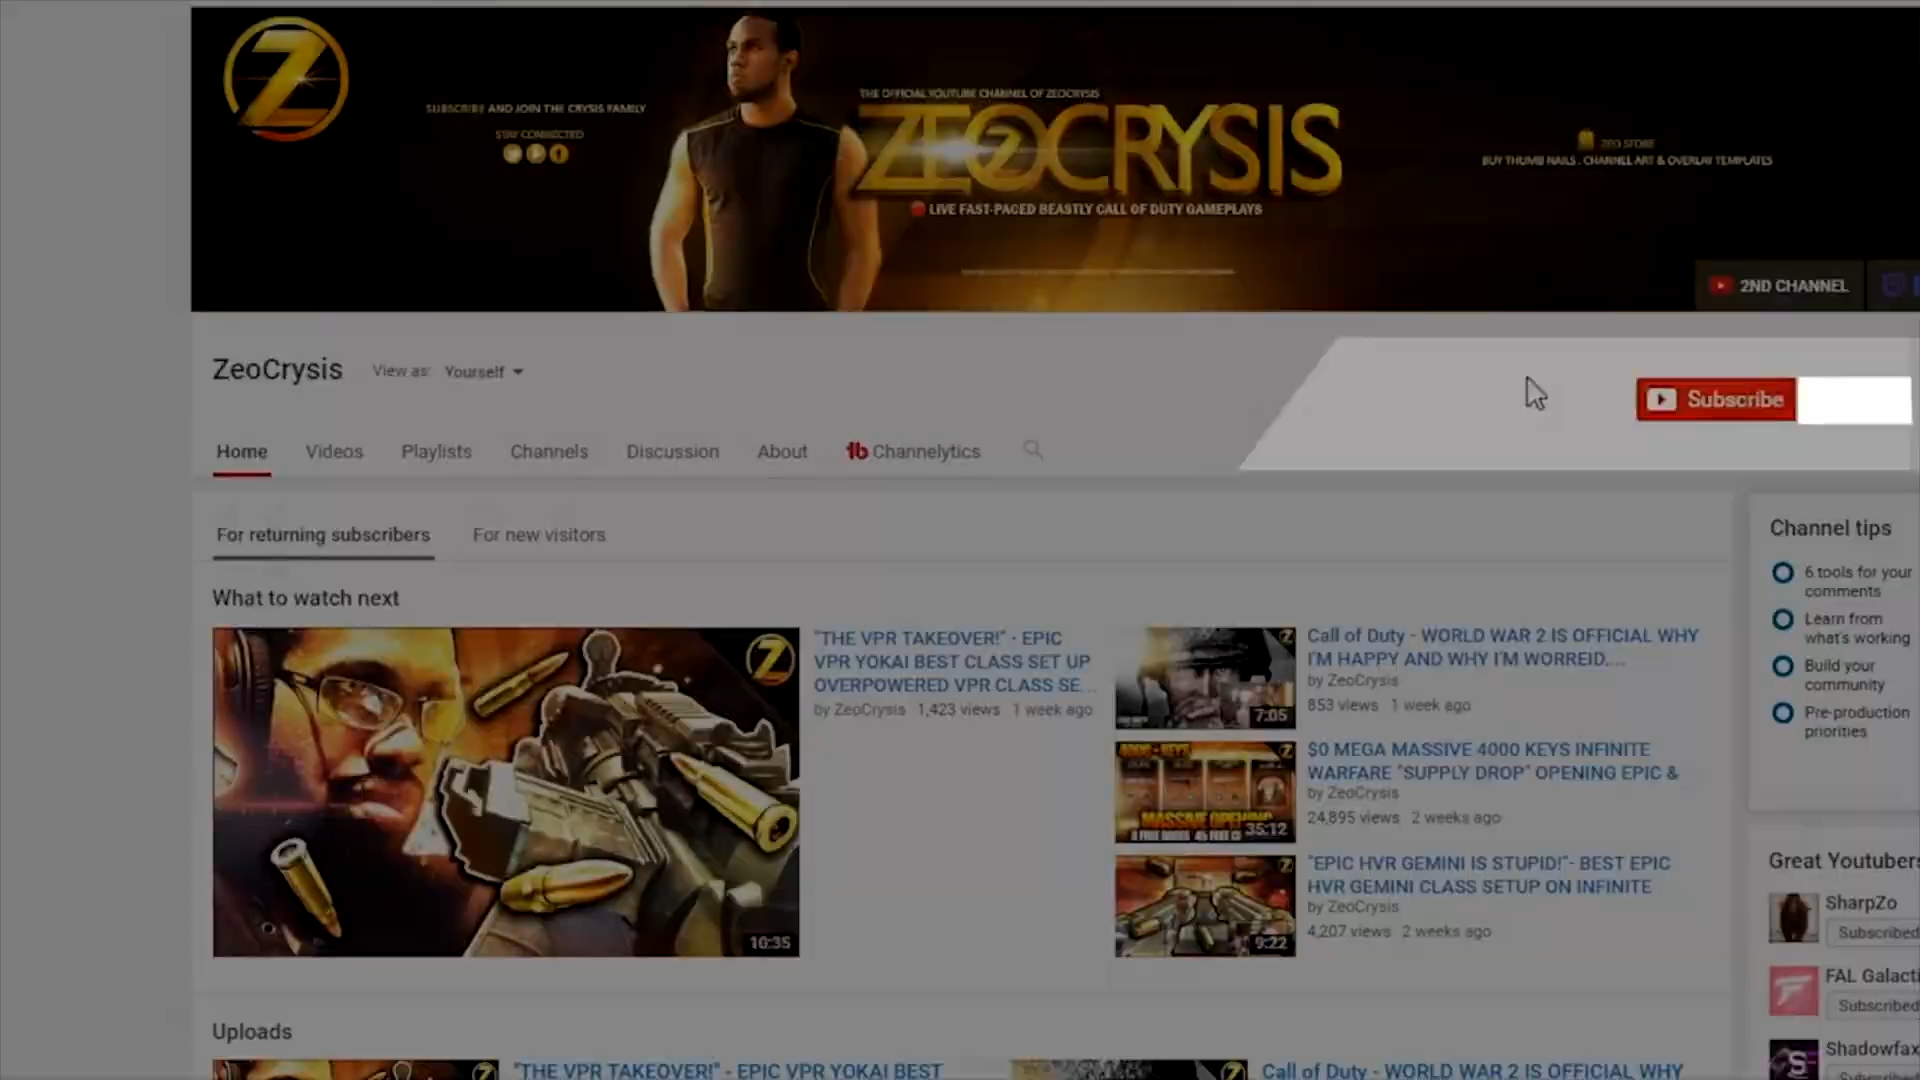 Z
SUBSCRIBE AND JOIN THE CRYSIS FAMILY
STAY CONNECTED
THE OFFICIAL YOUTUBE CHANNEL OF ZEOCRYSIS
ZEOCRYSIS
LIVE FAST-PACED BEASTLY CALL OF DUTY GAMEPLAYS
ZEO STORE
BUY THUMB NAILS . CHANNEL ART & OVERLAY TEMPLATES
2ND CHANNEL
ZeoCrysis
View as: Yourself
Subscribe
Home Videos Playlists Channels Discussion About Channelytics
For returning subscribers For new visitors
What to watch next
"THE VPR TAKEOVER!" - EPIC
VPR YOKAI BEST CLASS SET UP
OVERPOWERED VPR CLASS SE...
by ZeoCrysis 1,423 views 1 week ago
10:35
Call of Duty - WORLD WAR 2 IS OFFICIAL WHY
I'M HAPPY AND WHY I'M WORREID....
by ZeoCrysis
853 views 1 week ago
7:05
$0 MEGA MASSIVE 4000 KEYS INFINITE
WARFARE "SUPPLY DROP" OPENING EPIC &
by ZeoCrysis
24,895 views 2 weeks ago
35:12
"EPIC HVR GEMINI IS STUPID!"- BEST EPIC
HVR GEMINI CLASS SETUP ON INFINITE
by ZeoCrysis
4,207 views 2 weeks ago
9:22
Channel tips
6 tools for your
comments
Learn from
what's working
Build your
community
Pre-production
priorities
Great Youtubers
SharpZo
Subscribed
FAL Galacti
Subscribed
Shadowfax
Uploads
"THE VPR TAKEOVER!" - EPIC VPR YOKAI BEST
Call of Duty - WORLD WAR 2 IS OFFICIAL WHY